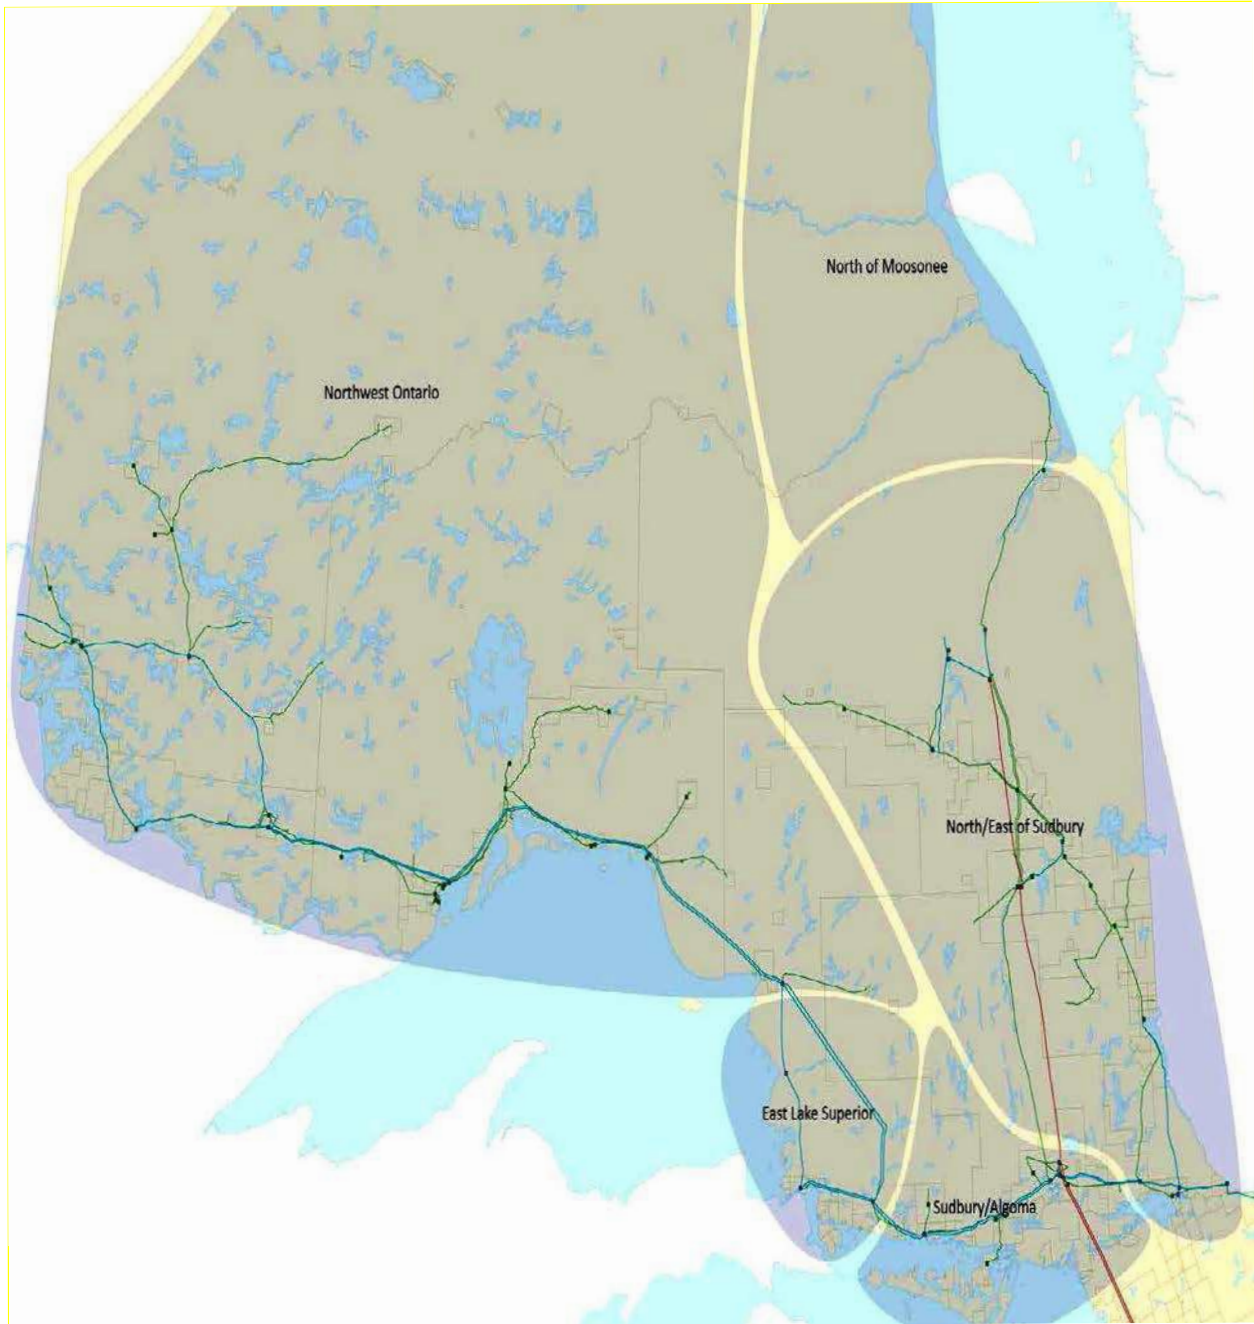 North of Moosonee
Northwest Ontario
North/East of Sudbury
East Lake Superior
Sudbury/Algoma